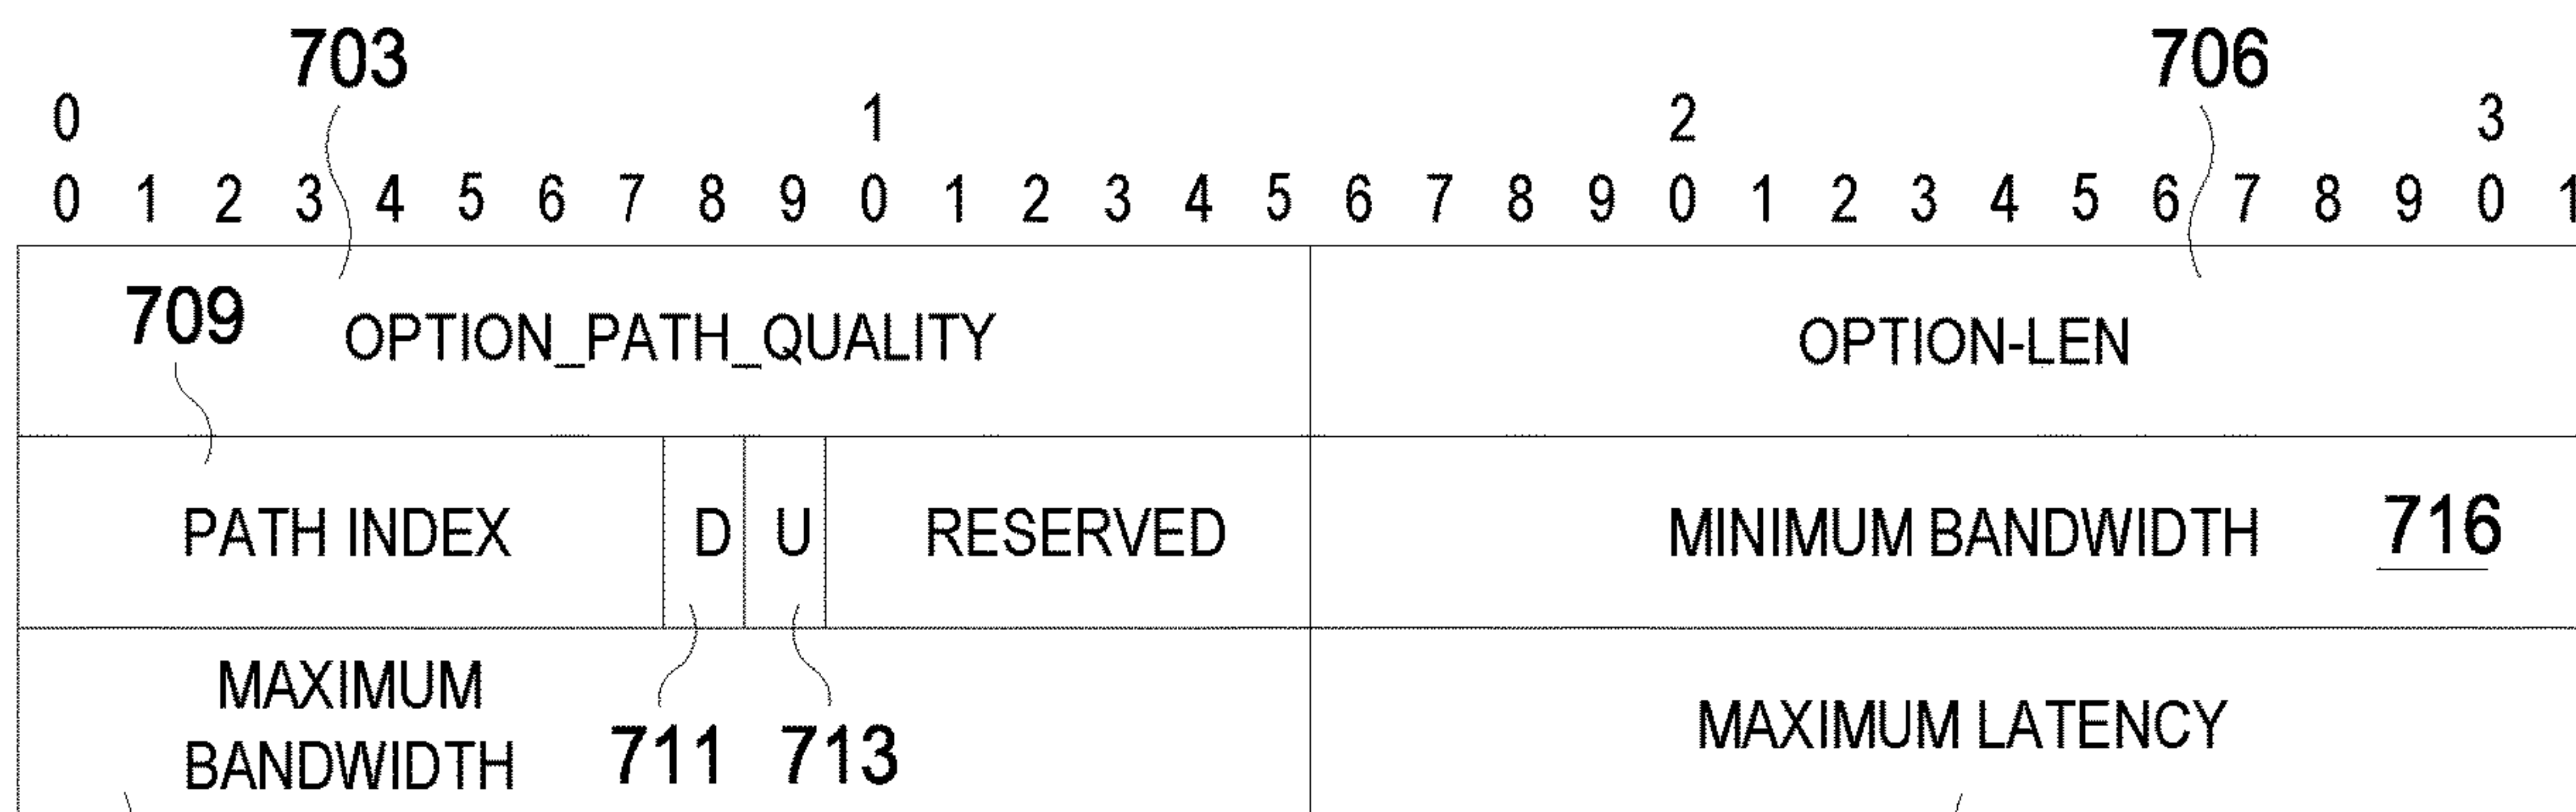 703 706
0 1 2 3
0 1 2 3 4 5 6 7 8 9 0 1 2 3 4 5 6 7 8 9 0 1 2 3 4 5 6 7 8 9 0 1
709 OPTION_PATH_QUALITY OPTION-LEN
PATH INDEX D U RESERVED MINIMUM BANDWIDTH 716
MAXIMUM
BANDWIDTH 711 713 MAXIMUM LATENCY